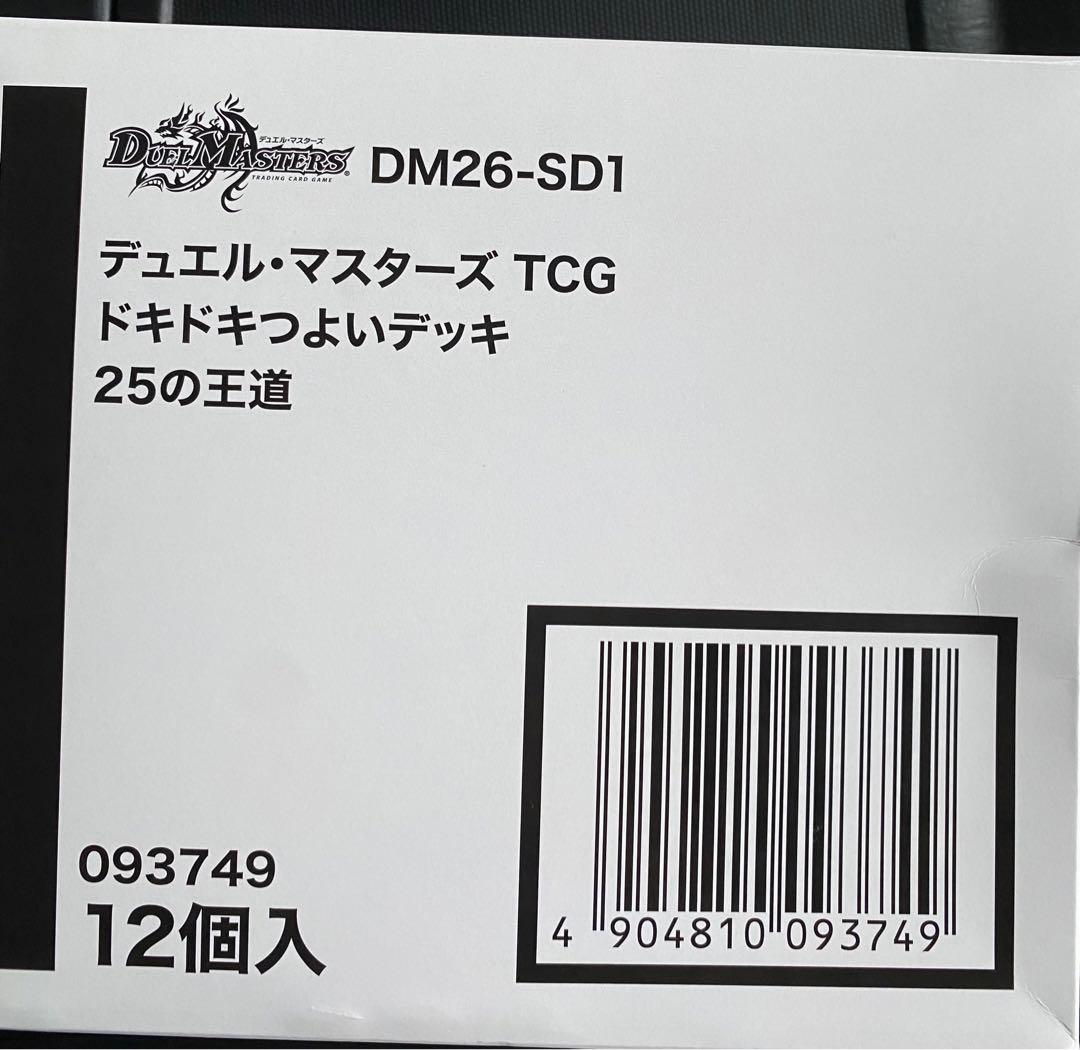 デュエル・マスターズ
DUEL MASTERS®
TRADING CARD GAME
DM26-SD1
デュエル・マスターズ TCG
ドキドキつよいデッキ
25の王道
093749
12個入
4 904810 093749